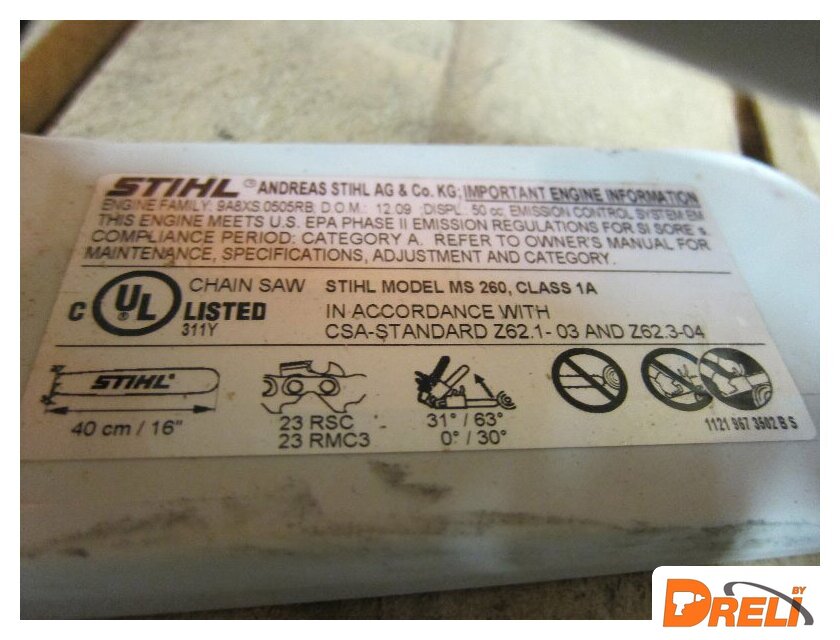 STIHL® ANDREAS STIHL AG & Co. KG; IMPORTANT ENGINE INFORMATION
ENGINE FAMILY: 9A8XS.0505RB; D.O.M.: 12.09 ;DISPL. 50 cc; EMISSION CONTROL SYSTEM:EM
THIS ENGINE MEETS U.S. EPA PHASE II EMISSION REGULATIONS FOR SI SORE s.
COMPLIANCE PERIOD: CATEGORY A. REFER TO OWNER'S MANUAL FOR
MAINTENANCE, SPECIFICATIONS, ADJUSTMENT AND CATEGORY.
CHAIN SAW STIHL MODEL MS 260, CLASS 1A
C UL ® LISTED IN ACCORDANCE WITH
311Y CSA-STANDARD Z62.1- 03 AND Z62.3-04
STIHL®
40 cm / 16"
23 RSC
23 RMC3
31° / 63°
0° / 30°
1121 967 3602 B S
DRELI BY